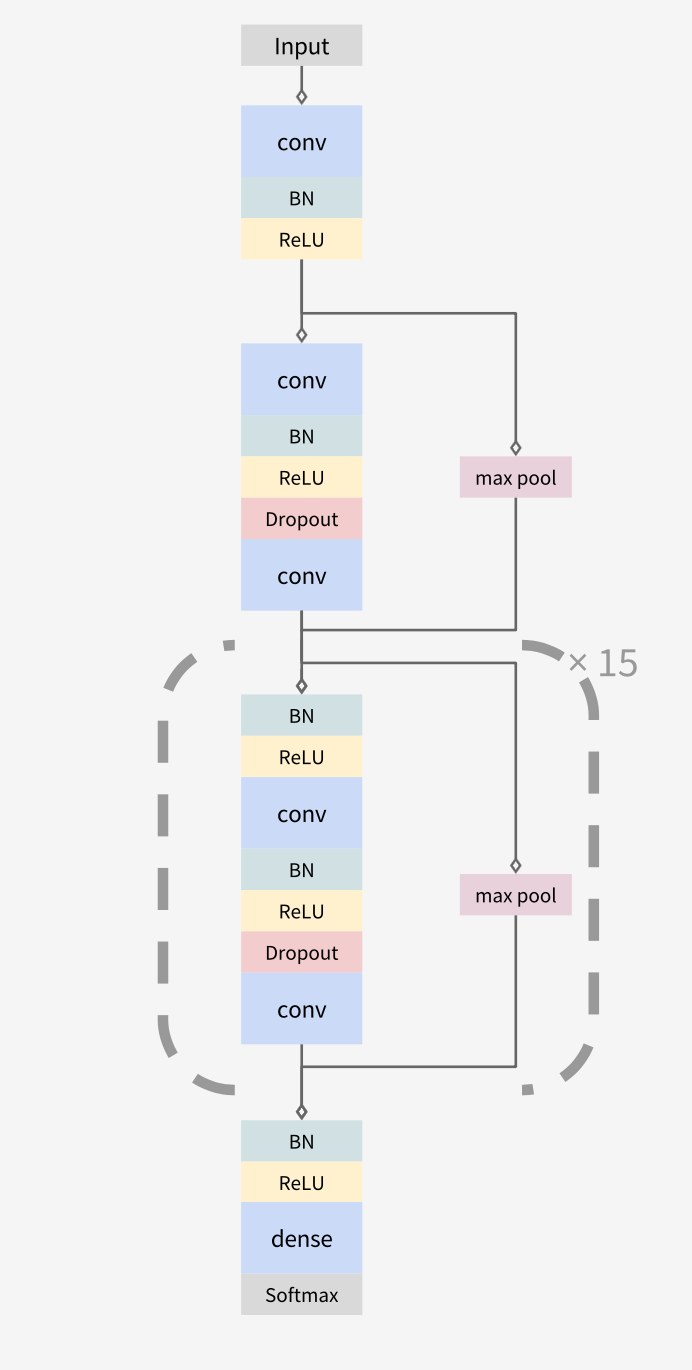 Input
conv
BN
ReLU
conv
BN
ReLU
max pool
Dropout
conv
× 15
BN
ReLU
conv
BN
max pool
ReLU
Dropout
conv
BN
ReLU
dense
Softmax